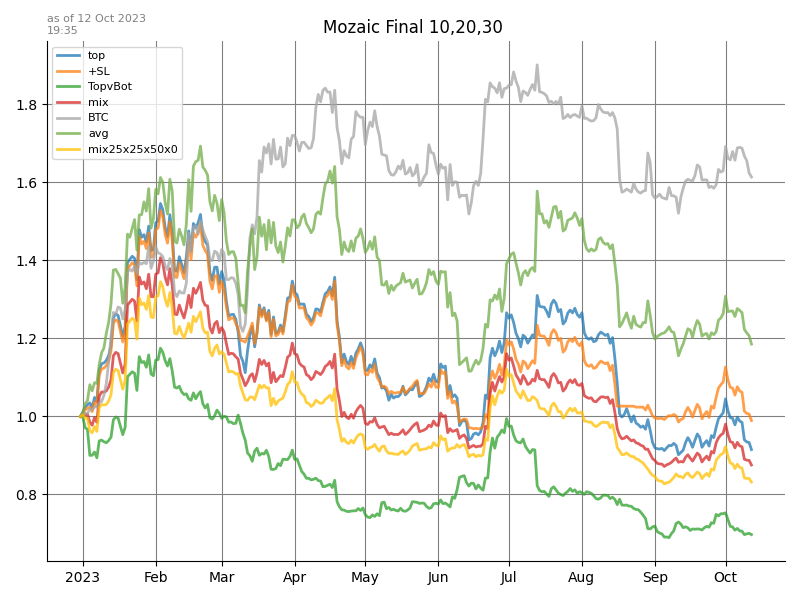 as of 12 Oct 2023
19:35
Mozaic Final 10,20,30
top
+SL
TopvBot
mix
BTC
avg
mix25x25x50x0
1.8
1.6
1.4
1.2
1.0
0.8
2023 Feb Mar Apr May Jun Jul Aug Sep Oct